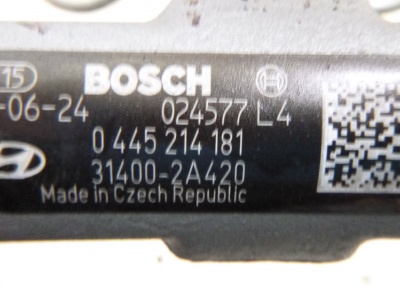 15 BOSCH
-06-24 024577 L4
0 445 214 181
31400-2A420
Made in Czech Republic